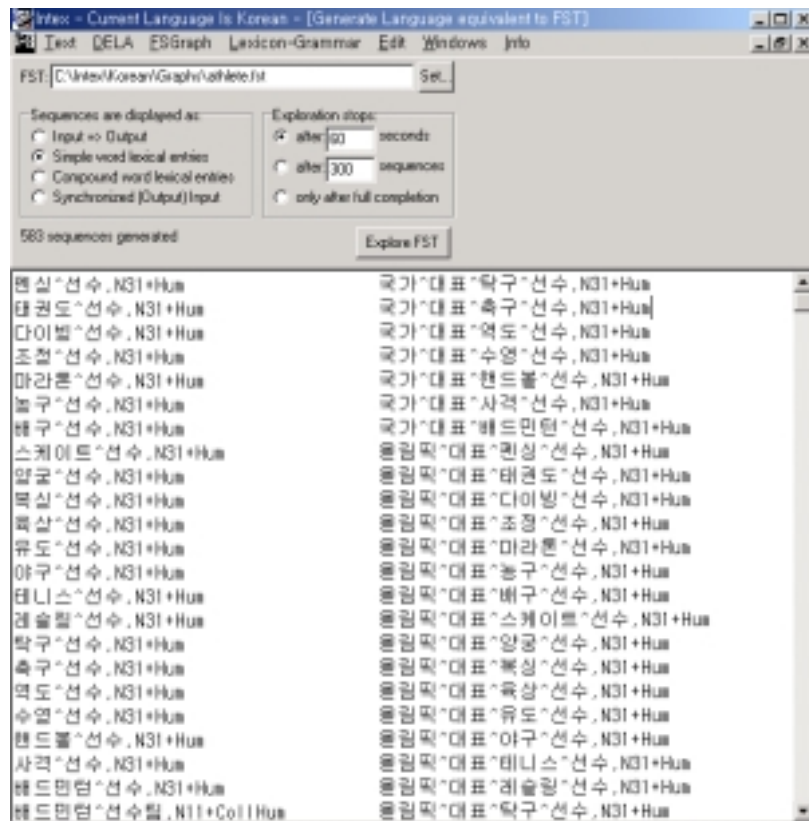 Intex - Current Language Is Korean - [Generate Language equivalent to FST]
Text DELA FSGraph Lexicon-Grammar Edit Windows Info
FST: C:\Intex\Korean\Graphs\athlete.fst Set...
Sequences are displayed as:
Input => Output
Simple word lexical entries
Compound word lexical entries
Synchronized (Output)Input
Exploration stops:
after 60 seconds
after 300 sequences
only after full completion
583 sequences generated
Explore FST
펜싱^선수,N31+Hum
태권도^선수,N31+Hum
다이빙^선수,N31+Hum
조정^선수,N31+Hum
마라톤^선수,N31+Hum
농구^선수,N31+Hum
배구^선수,N31+Hum
스케이트^선수,N31+Hum
양궁^선수,N31+Hum
복싱^선수,N31+Hum
육상^선수,N31+Hum
유도^선수,N31+Hum
야구^선수,N31+Hum
테니스^선수,N31+Hum
레슬링^선수,N31+Hum
탁구^선수,N31+Hum
축구^선수,N31+Hum
역도^선수,N31+Hum
수영^선수,N31+Hum
핸드볼^선수,N31+Hum
사격^선수,N31+Hum
배드민턴^선수,N31+Hum
배드민턴^선수팀,N11+CollHum
국가^대표^탁구^선수,N31+Hum
국가^대표^축구^선수,N31+Hum
국가^대표^역도^선수,N31+Hum
국가^대표^수영^선수,N31+Hum
국가^대표^핸드볼^선수,N31+Hum
국가^대표^사격^선수,N31+Hum
국가^대표^배드민턴^선수,N31+Hum
올림픽^대표^펜싱^선수,N31+Hum
올림픽^대표^태권도^선수,N31+Hum
올림픽^대표^다이빙^선수,N31+Hum
올림픽^대표^조정^선수,N31+Hum
올림픽^대표^마라톤^선수,N31+Hum
올림픽^대표^농구^선수,N31+Hum
올림픽^대표^배구^선수,N31+Hum
올림픽^대표^스케이트^선수,N31+Hum
올림픽^대표^양궁^선수,N31+Hum
올림픽^대표^복싱^선수,N31+Hum
올림픽^대표^육상^선수,N31+Hum
올림픽^대표^유도^선수,N31+Hum
올림픽^대표^야구^선수,N31+Hum
올림픽^대표^테니스^선수,N31+Hum
올림픽^대표^레슬링^선수,N31+Hum
올림픽^대표^탁구^선수,N31+Hum